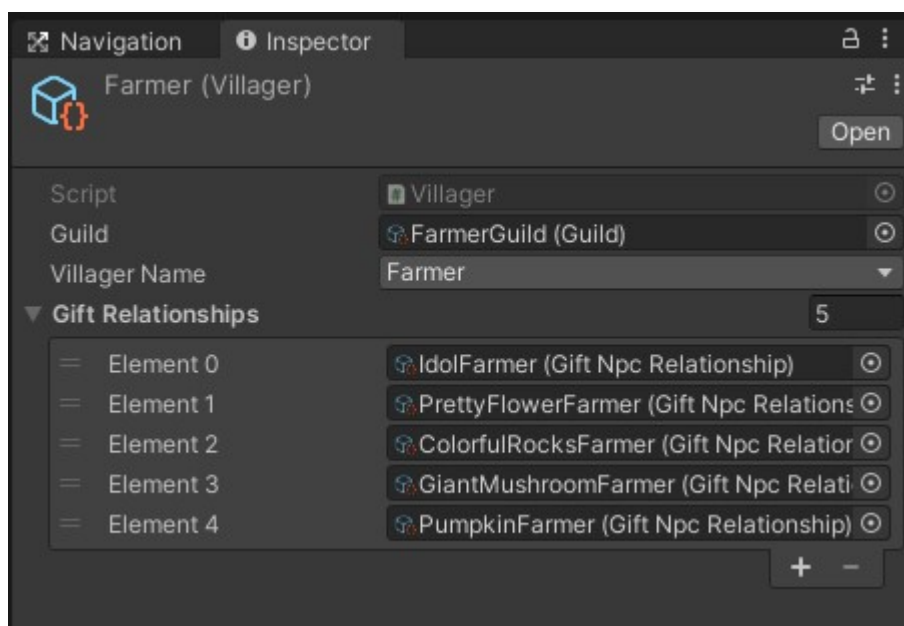 Navigation Inspector
Farmer (Villager)
Open
Script Villager
Guild FarmerGuild (Guild)
Villager Name Farmer
Gift Relationships 5
Element 0 IdolFarmer (Gift Npc Relationship)
Element 1 PrettyFlowerFarmer (Gift Npc Relations
Element 2 ColorfulRocksFarmer (Gift Npc Relation
Element 3 GiantMushroomFarmer (Gift Npc Relati
Element 4 PumpkinFarmer (Gift Npc Relationship)